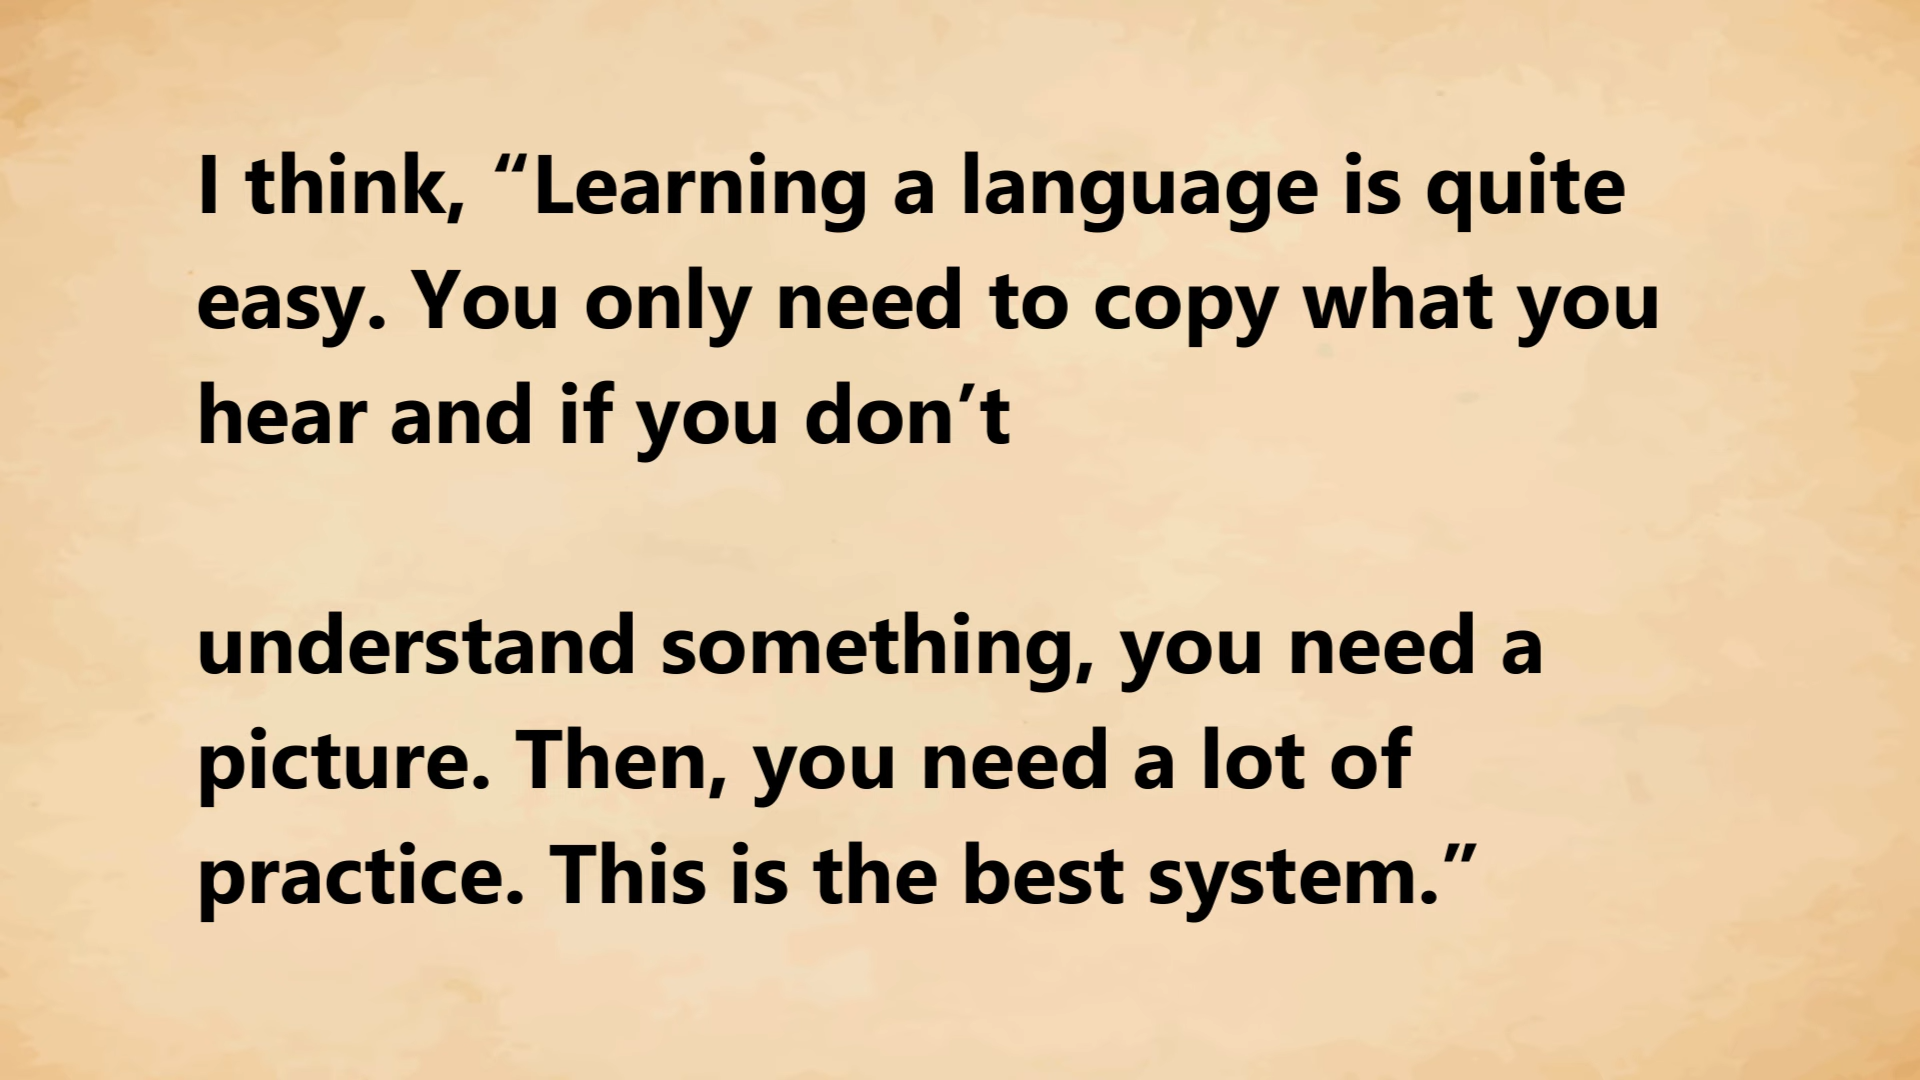 I think, “Learning a language is quite
easy. You only need to copy what you
hear and if you don’t
understand something, you need a
picture. Then, you need a lot of
practice. This is the best system.”